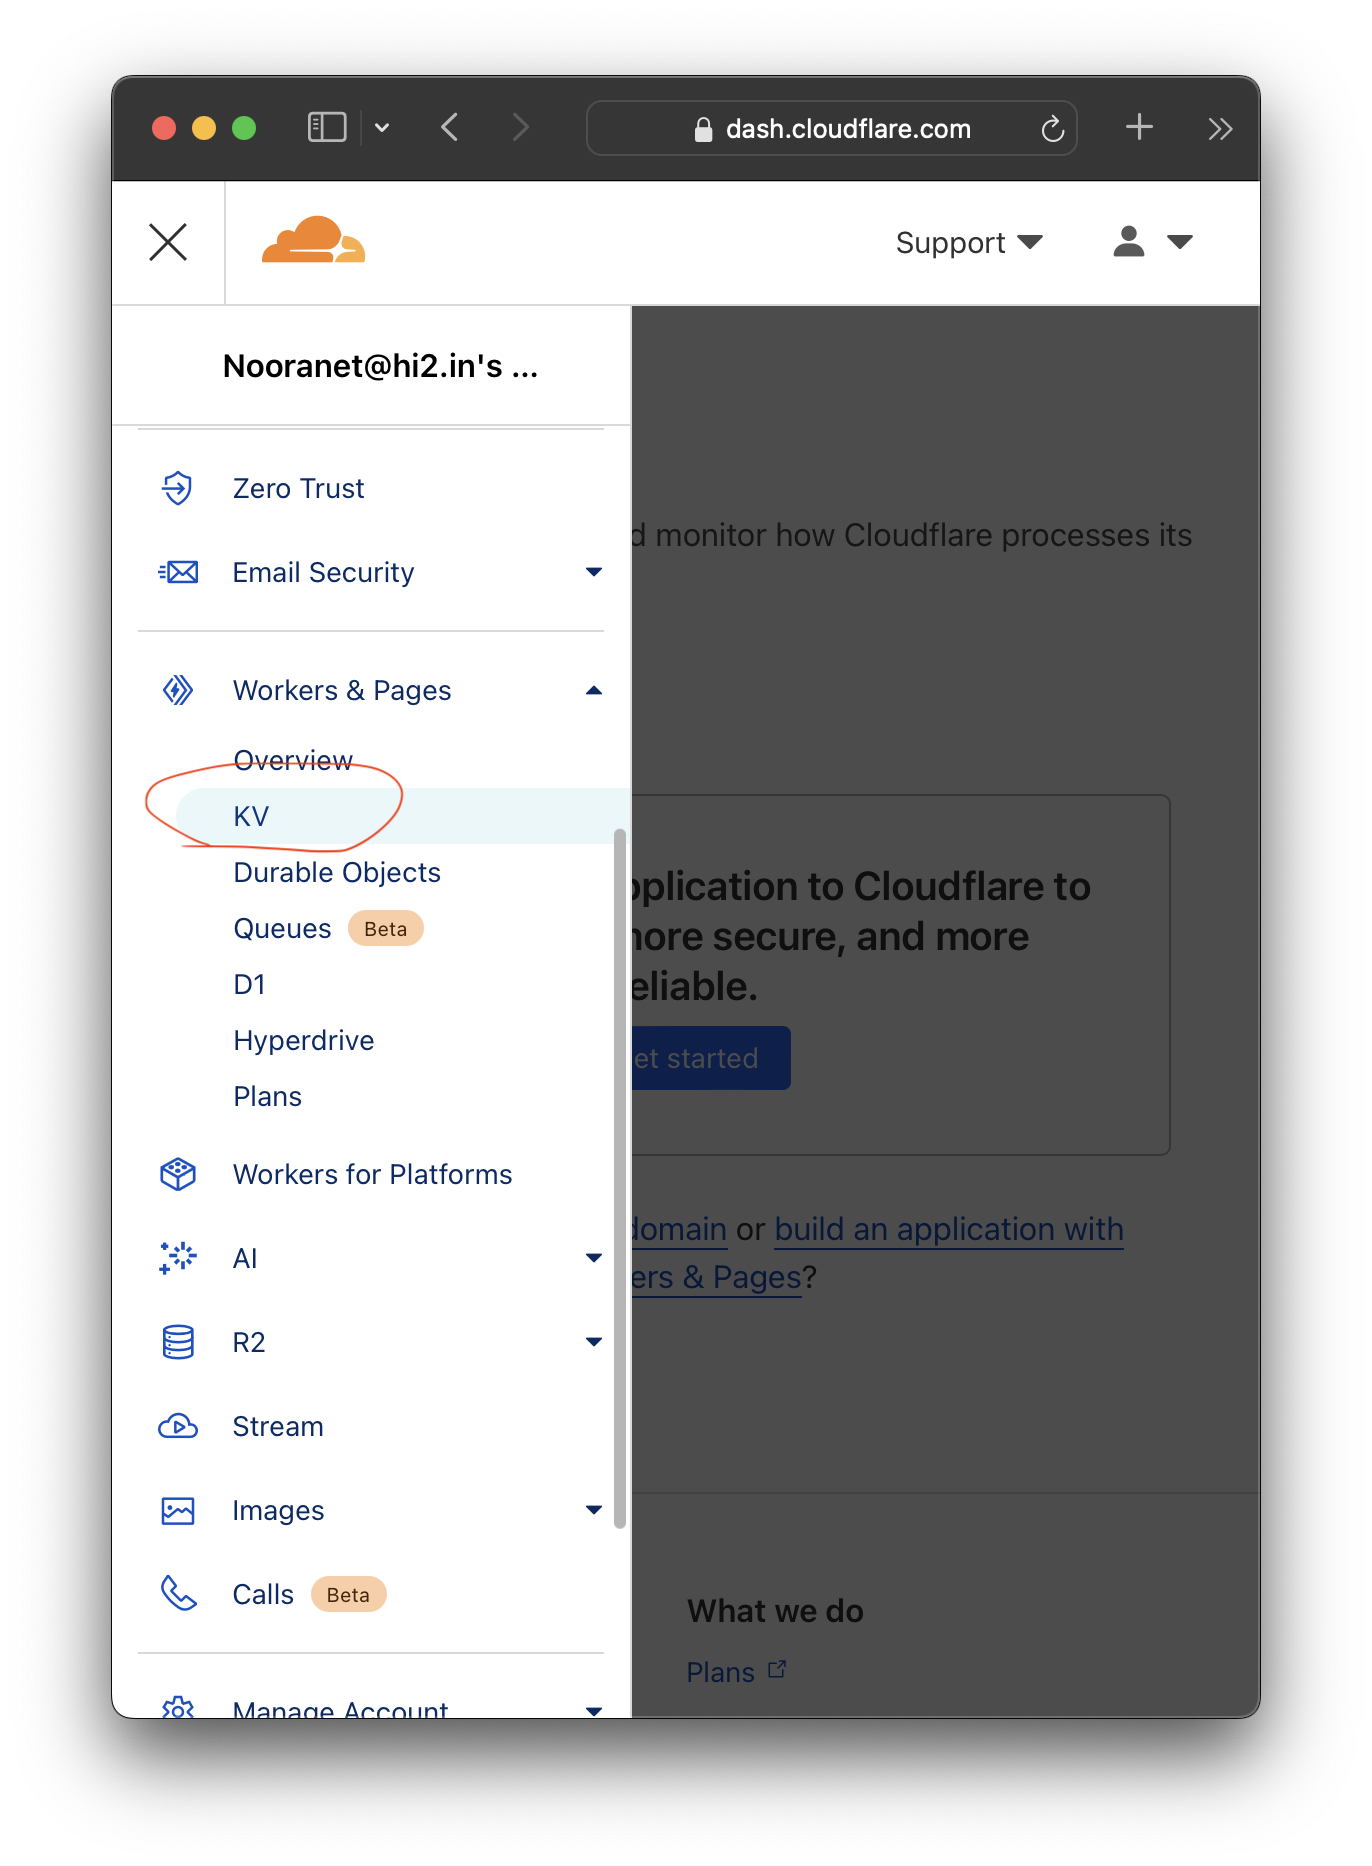 dash.cloudflare.com
Support
Nooranet@hi2.in's ...
Zero Trust
Email Security
Workers & Pages
Overview
KV
Durable Objects
Queues Beta
D1
Hyperdrive
Plans
Workers for Platforms
AI
R2
Stream
Images
Calls Beta
Manage Account
monitor how Cloudflare processes its
pplication to Cloudflare to
ore secure, and more
eliable.
et started
domain or build an application with
ers & Pages?
What we do
Plans